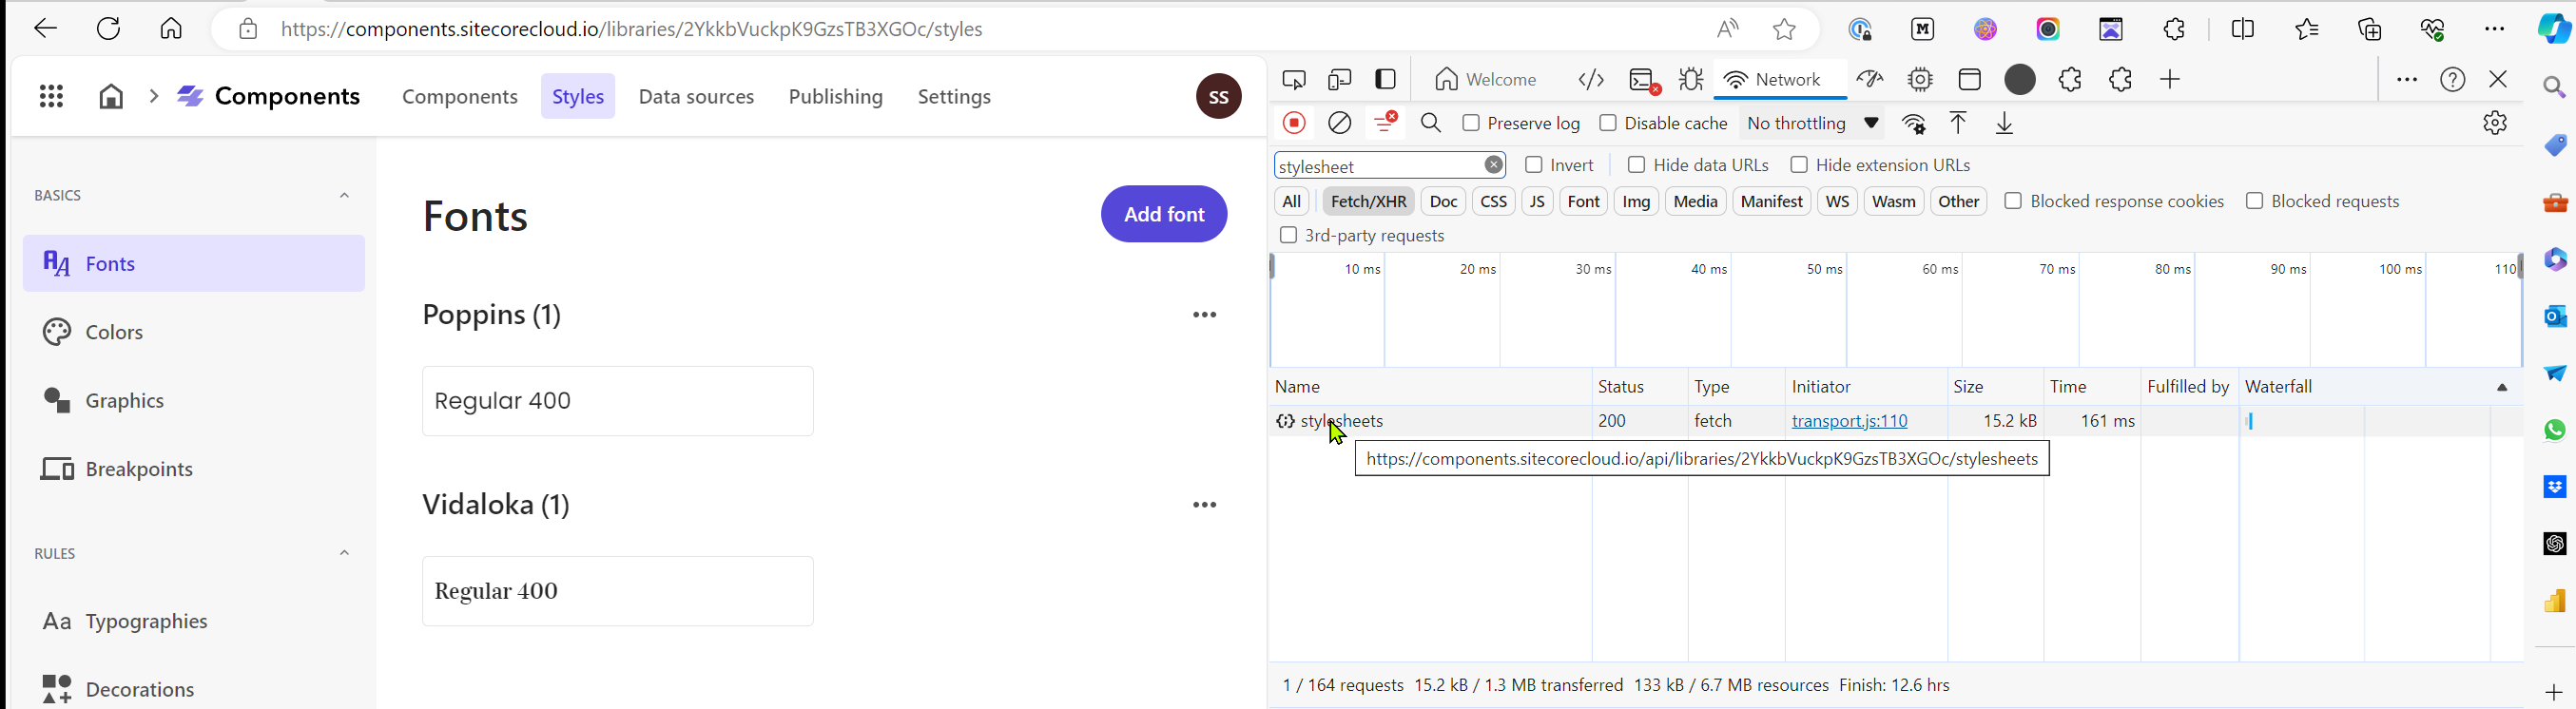 https://components.sitecorecloud.io/libraries/2YkkbVuckpK9GzsTB3XGOc/styles
Components
Components
Styles
Data sources
Publishing
Settings
SS
BASICS
Fonts
Colors
Graphics
Breakpoints
RULES
Aa Typographies
Decorations
Fonts
Add font
Poppins (1)
Regular 400
Vidaloka (1)
Regular 400
Welcome
Network
Preserve log
Disable cache
No throttling
stylesheet
Invert
Hide data URLs
Hide extension URLs
All Fetch/XHR Doc CSS JS Font Img Media Manifest WS Wasm Other
Blocked response cookies
Blocked requests
3rd-party requests
10 ms 20 ms 30 ms 40 ms 50 ms 60 ms 70 ms 80 ms 90 ms 100 ms 110
Name Status Type Initiator Size Time Fulfilled by Waterfall
stylesheets 200 fetch transport.js:110 15.2 kB 161 ms
https://components.sitecorecloud.io/api/libraries/2YkkbVuckpK9GzsTB3XGOc/stylesheets
1 / 164 requests 15.2 kB / 1.3 MB transferred 133 kB / 6.7 MB resources Finish: 12.6 hrs